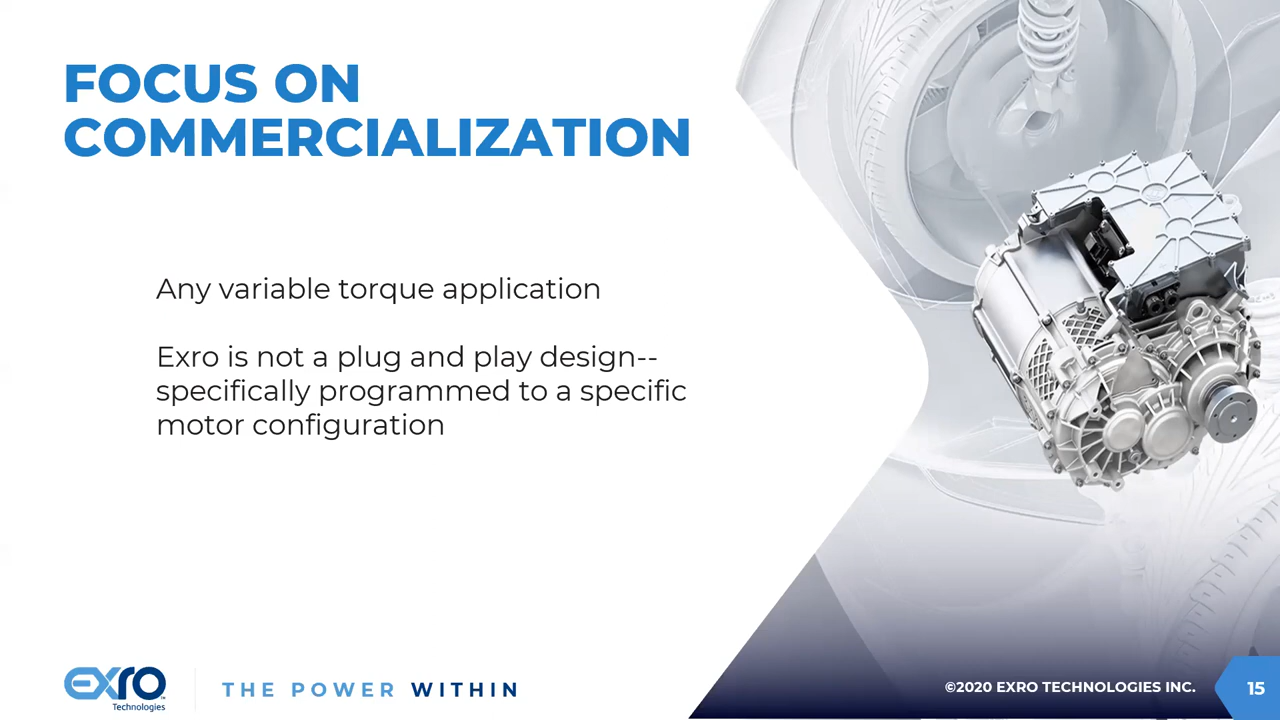 FOCUS ON
COMMERCIALIZATION
Any variable torque application
Exro is not a plug and play design--
specifically programmed to a specific
motor configuration
exro
Technologies
THE POWER WITHIN
©2020 EXRO TECHNOLOGIES INC.
15